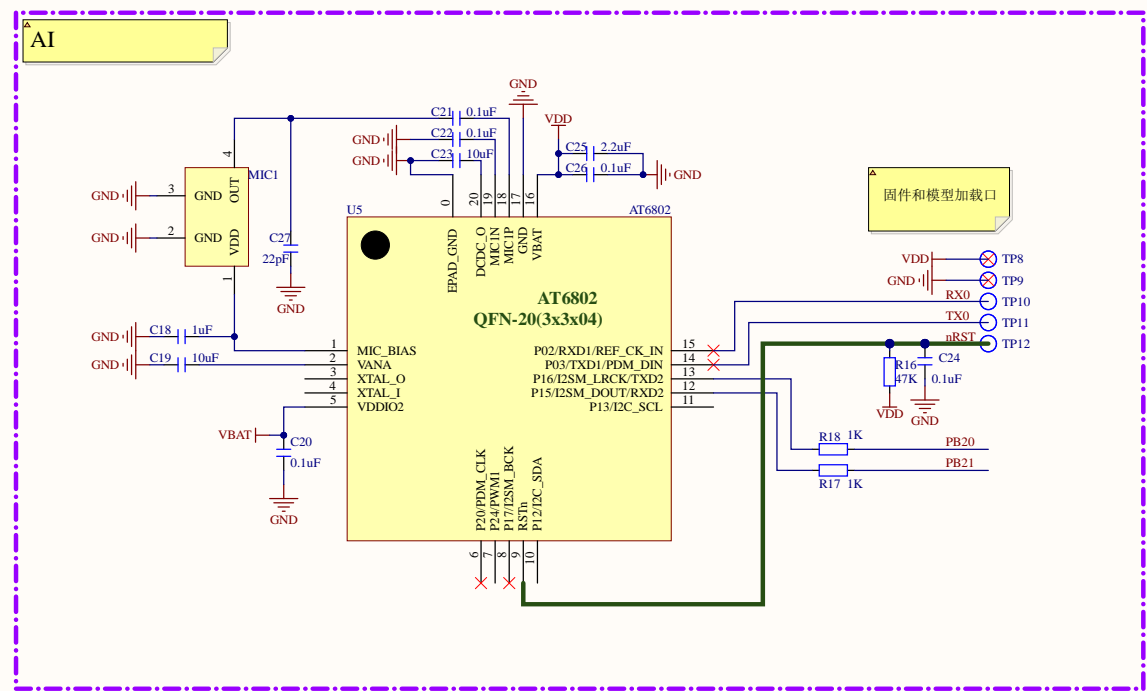 AI
GND
C21 0.1uF
C22 0.1uF
GND
C23 10uF
GND
VDD
C25 2.2uF
C26 0.1uF
GND
MIC1
4
OUT
GND 3 GND
GND 2 GND
VDD
1
C27
22pF
GND
C18 1uF
GND
C19 10uF
GND
U5
AT6802
0
20
19
18
17
16
EPAD_GND
DCDC_O
MIC1N
MIC1P
GND
VBAT
AT6802
QFN-20(3x3x04)
1 MIC_BIAS
2 VANA
3 XTAL_O
4 XTAL_I
5 VDDIO2
P02/RXD1/REF_CK_IN 15
P03/TXD1/PDM_DIN 14
P16/I2SM_LRCK/TXD2 13
P15/I2SM_DOUT/RXD2 12
P13/I2C_SCL 11
VBAT
C20
0.1uF
GND
P20/PDM_CLK
P24/PWM1
P17/I2SM_BCK
RSTn
P12/I2C_SDA
6
7
8
9
10
固件和模型加载口
VDD TP8
GND TP9
RX0 TP10
TX0 TP11
nRST TP12
R16
47K
VDD
C24
0.1uF
GND
R18 1K PB20
R17 1K PB21